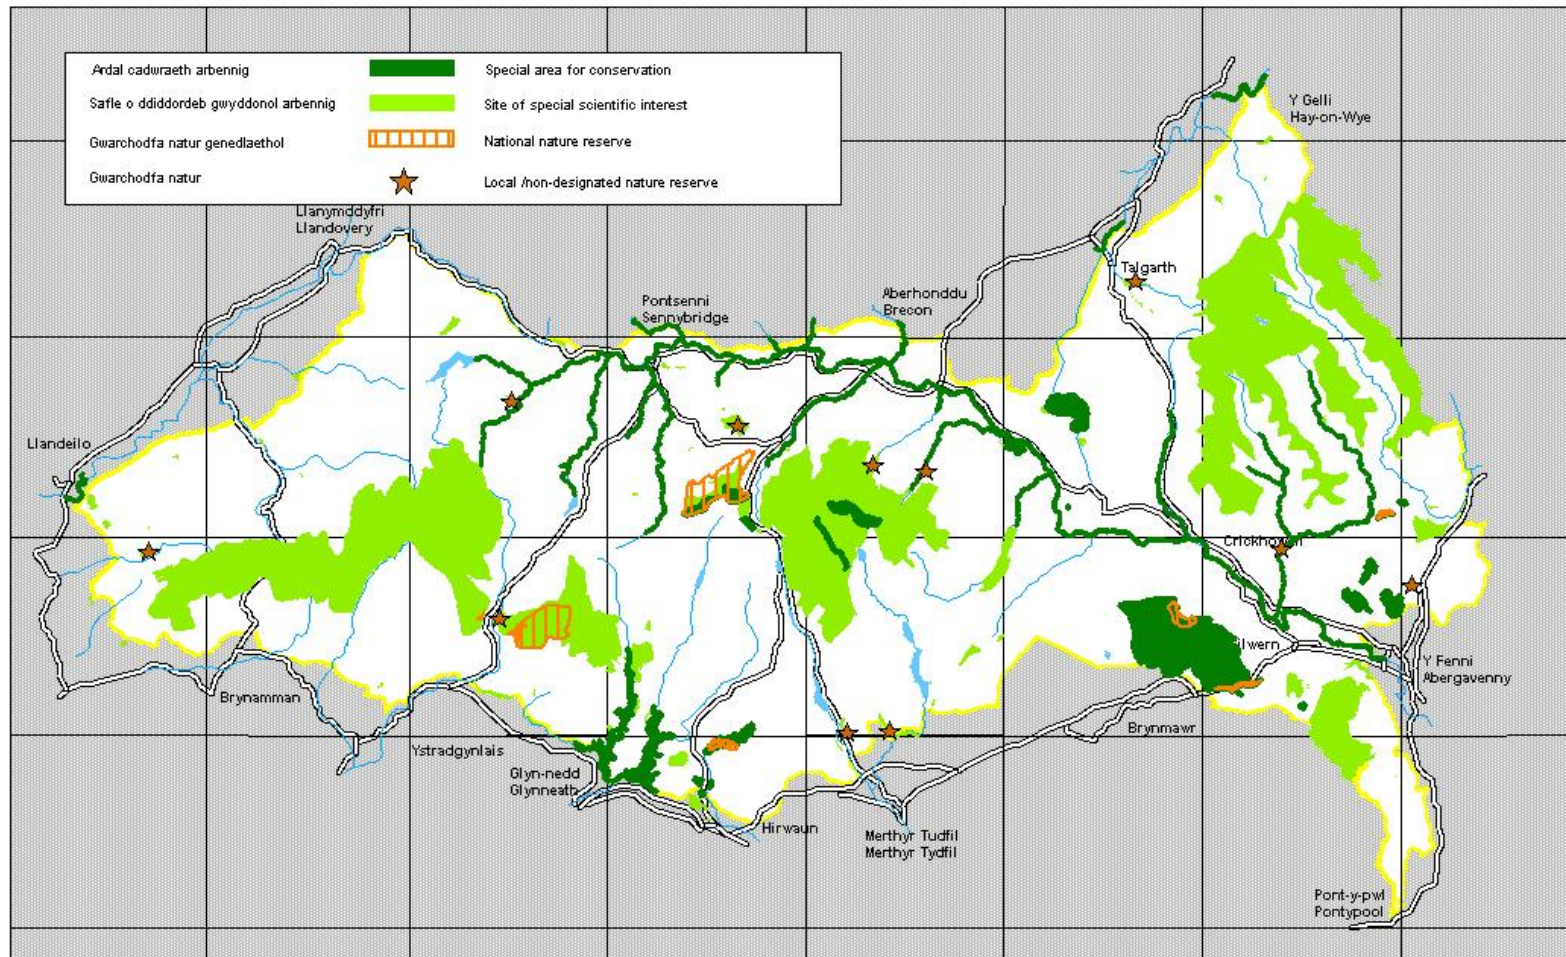 Ardal cadwraeth arbennig
Special area for conservation
Safle o ddiddordeb gwyddonol arbennig
Site of special scientific interest
Gwarchodfa natur genedlaethol
National nature reserve
Gwarchodfa natur
Local /non-designated nature reserve
Y Gelli
Hay-on-Wye
Llanymddyfri
Llandovery
Talgarth
Pontsenni
Sennybridge
Aberhonddu
Brecon
Llandeilo
Crickhowell
ilwern
Y Fenni
Abergavenny
Brynamman
Brynmawr
Ystradgynlais
Glyn-nedd
Glynneath
Hirwaun
Merthyr Tudfil
Merthyr Tydfil
Pont-y-pwl
Pontypool